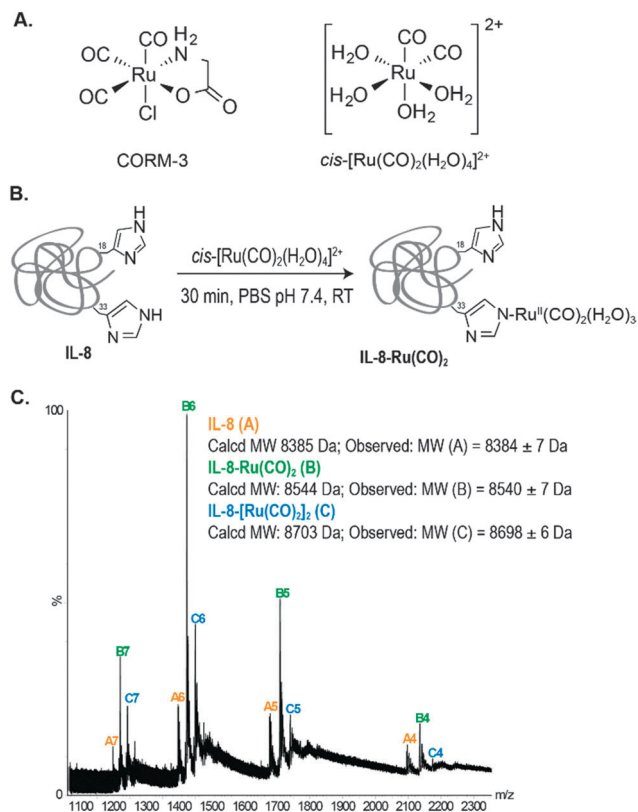 A.
CO
H₂
OC
N
Ru
OC
O
Cl
O
CORM-3
2+
CO
H₂O
CO
Ru
H₂O
OH₂
OH₂
cis-[Ru(CO)₂(H₂O)₄]²⁺
B.
NH
18
N
33
NH
N
IL-8
cis-[Ru(CO)₂(H₂O)₄]²⁺
30 min, PBS pH 7.4, RT
NH
18
N
33
N-Ruᴵᴵ(CO)₂(H₂O)₃
N
IL-8-Ru(CO)₂
C.
100
%
0
B6
IL-8 (A)
Calcd MW 8385 Da; Observed: MW (A) = 8384 ± 7 Da
IL-8-Ru(CO)₂ (B)
Calcd MW: 8544 Da; Observed: MW (B) = 8540 ± 7 Da
IL-8-[Ru(CO)₂]₂ (C)
Calcd MW: 8703 Da; Observed: MW (C) = 8698 ± 6 Da
B5
C6
B7
C7
A6
A5
C5
A7
B4
A4
C4
1100 1200 1300 1400 1500 1600 1700 1800 1900 2000 2100 2200 2300 m/z